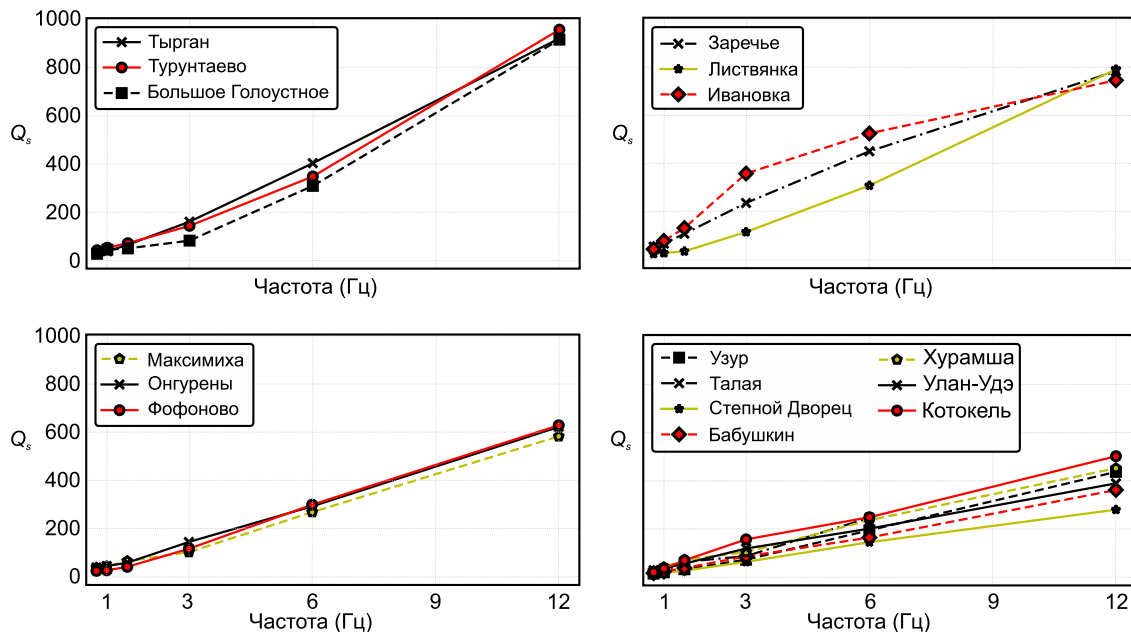 1000
800
600
400
200
0
Qs
Тырган
Турунтаево
Большое Голоустное
Частота (Гц)
Qs
Заречье
Листвянка
Ивановка
Частота (Гц)
1000
800
600
400
200
0
Qs
Максимиха
Онгурены
Фофоново
1 3 6 9 12
Частота (Гц)
Qs
Узур Хурамша
Талая Улан-Удэ
Степной Дворец Котокель
Бабушкин
1 3 6 9 12
Частота (Гц)